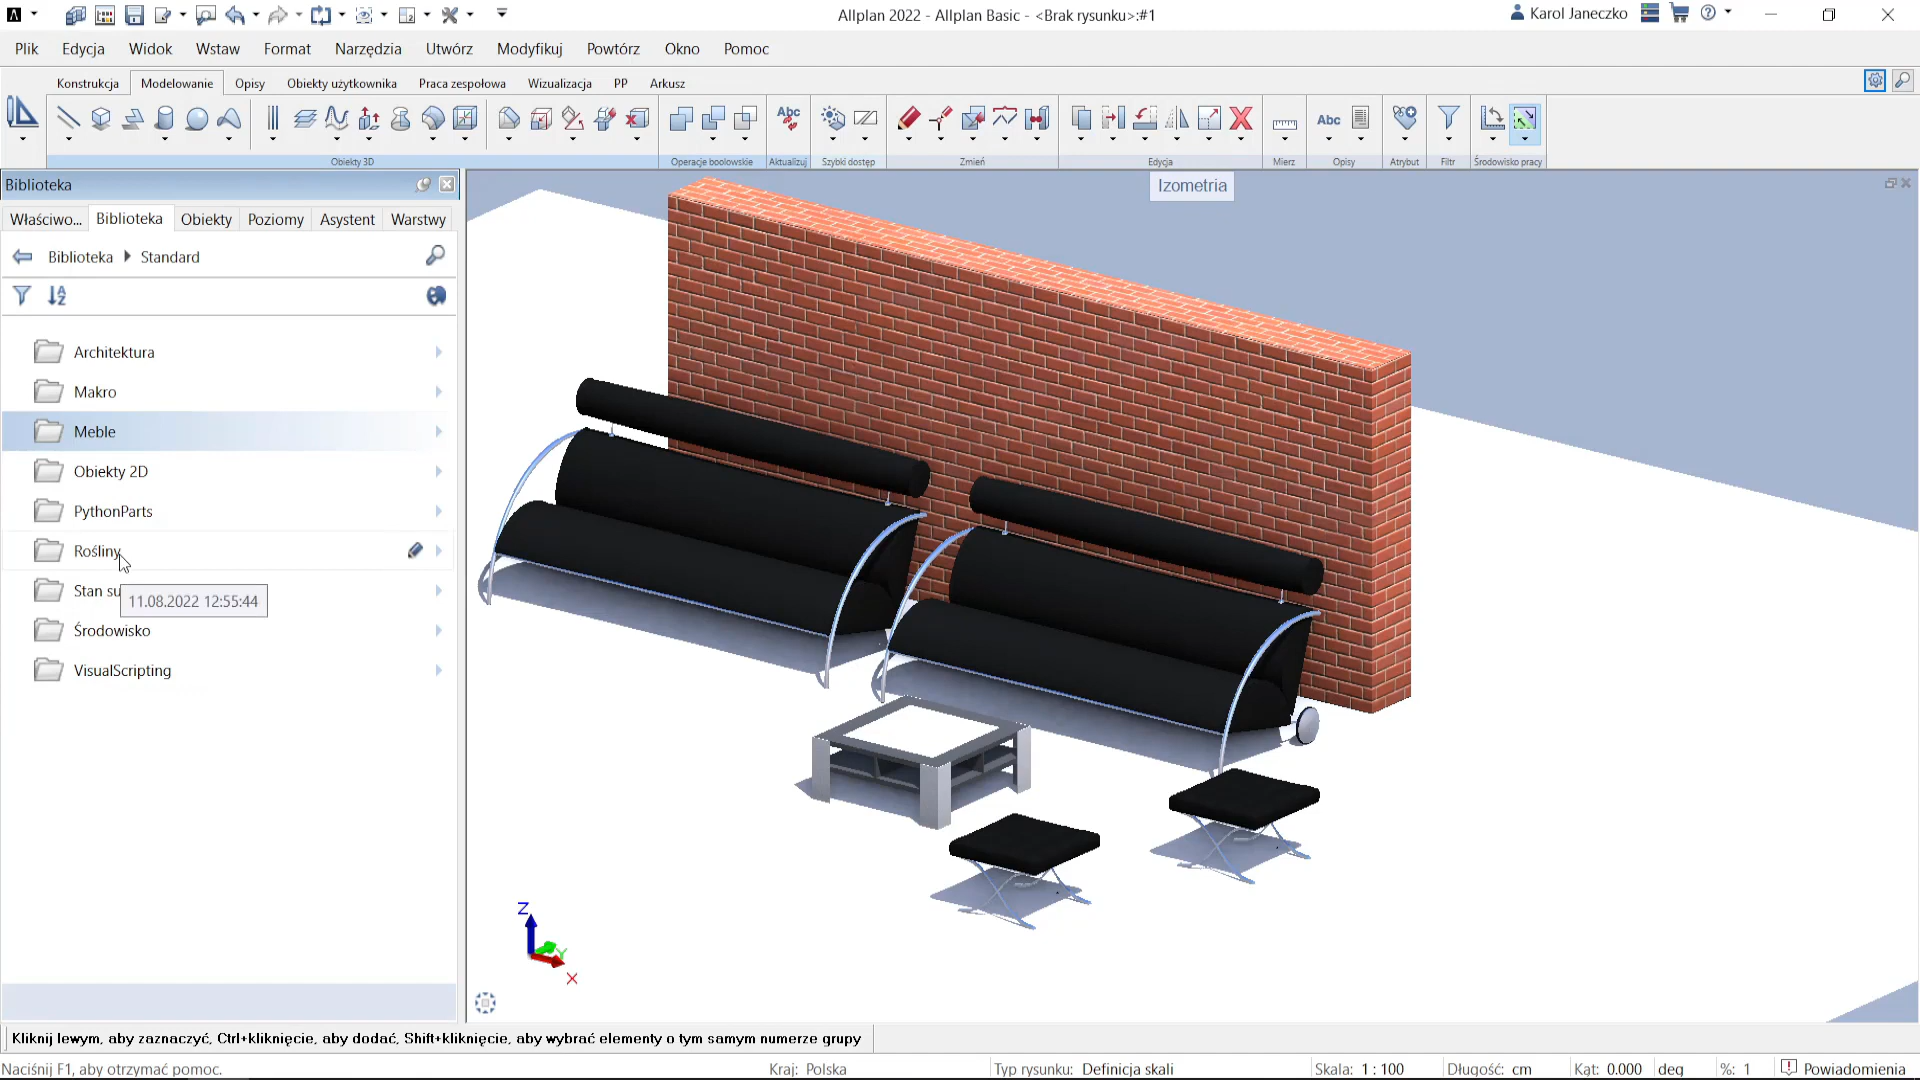 Allplan 2022 - Allplan Basic - <Brak rysunku>:#1
Karol Janeczko
Plik Edycja Widok Wstaw Format Narzędzia Utwórz Modyfikuj Powtórz Okno Pomoc
Konstrukcja Modelowanie Opisy Obiekty użytkownika Praca zespołowa Wizualizacja PP Arkusz
Abc Abc
Obiekty 3D Operacje boolowskie Aktualizuj Szybki dostęp Zmień Edycja Mierz Opisy Atrybut Filtr Środowisko pracy
Biblioteka
Izometria
Właściwo... Biblioteka Obiekty Poziomy Asystent Warstwy
Biblioteka Standard
Architektura
Makro
Meble
Obiekty 2D
PythonParts
Rośliny
Stan su
11.08.2022 12:55:44
Środowisko
VisualScripting
Z
Y
X
Kliknij lewym, aby zaznaczyć, Ctrl+kliknięcie, aby dodać, Shift+kliknięcie, aby wybrać elementy o tym samym numerze grupy
Naciśnij F1, aby otrzymać pomoc. Kraj: Polska Typ rysunku: Definicja skali Skala: 1 : 100 Długość: cm Kąt: 0.000 deg %: 1 Powiadomienia